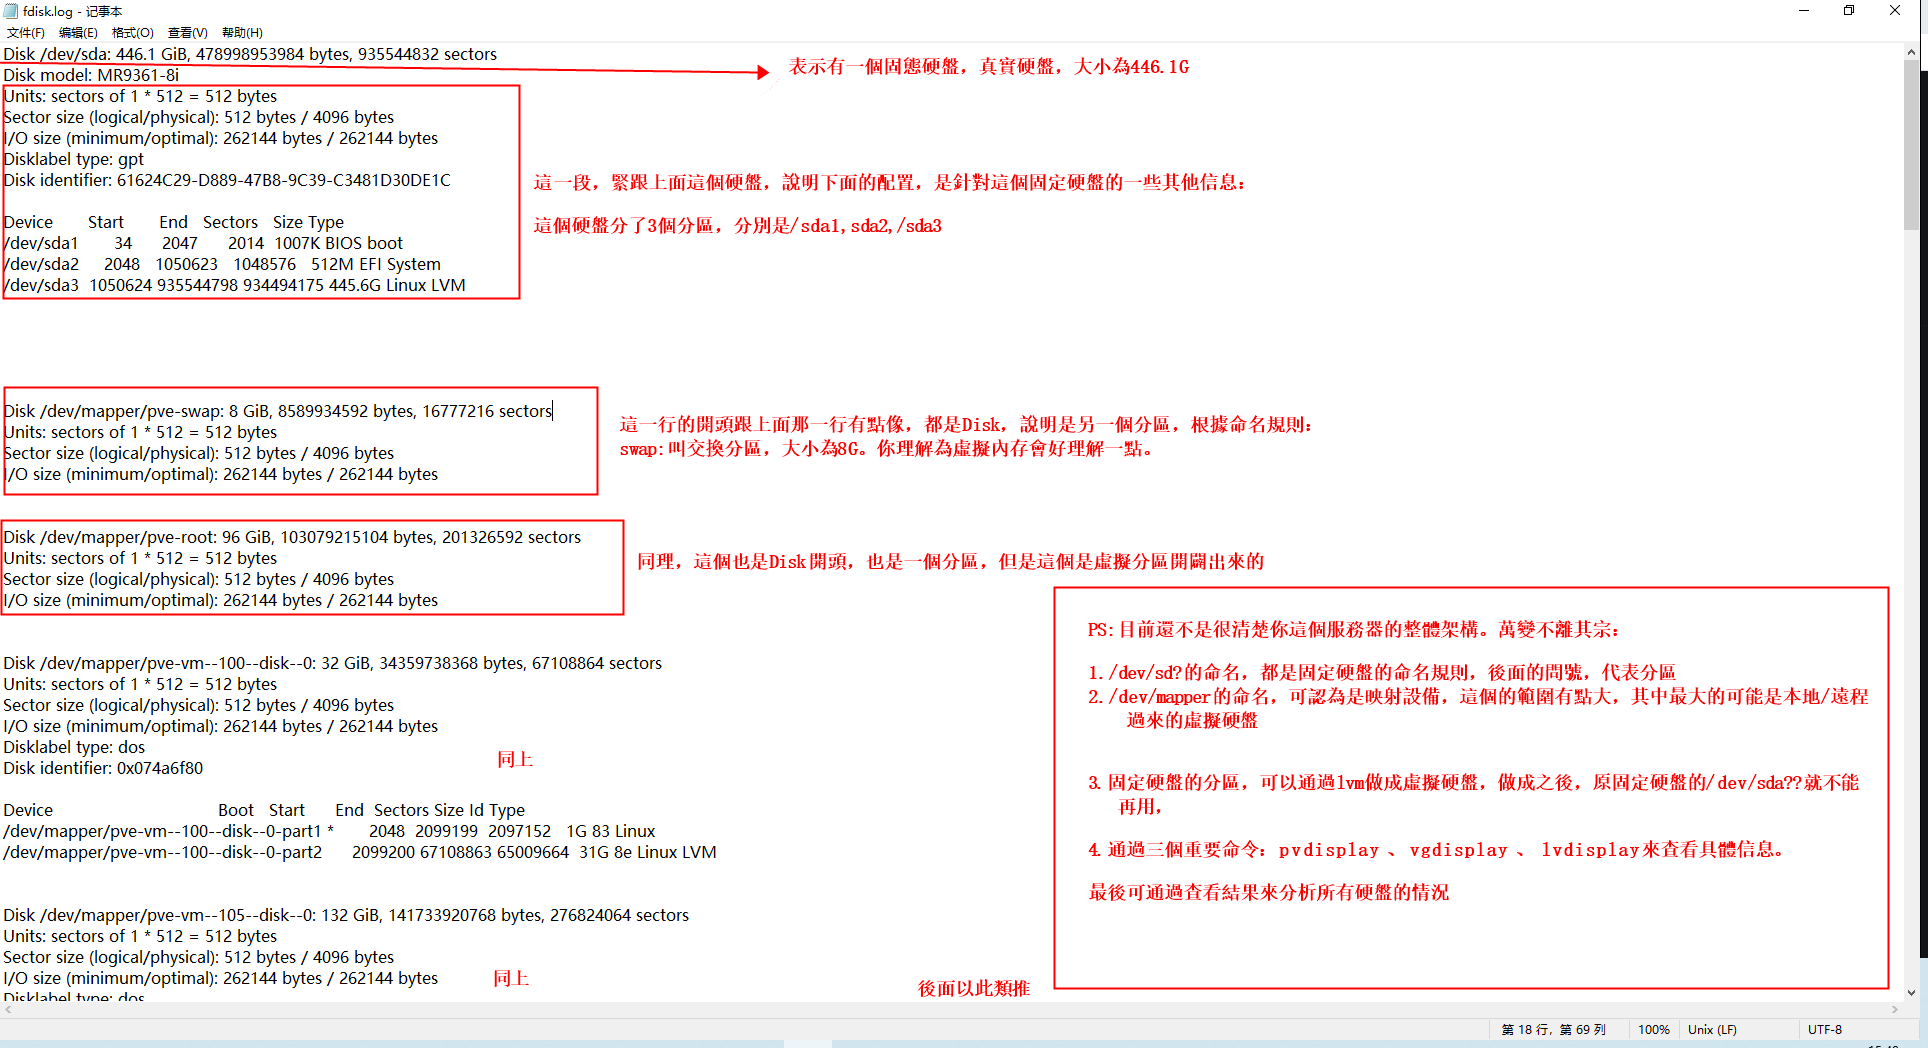 fdisk.log - 记事本
文件(F) 编辑(E) 格式(O) 查看(V) 帮助(H)
Disk /dev/sda: 446.1 GiB, 478998953984 bytes, 935544832 sectors
表示有一個固態硬盤，真實硬盤，大小為446.1G
Disk model: MR9361-8i
Units: sectors of 1 * 512 = 512 bytes
Sector size (logical/physical): 512 bytes / 4096 bytes
I/O size (minimum/optimal): 262144 bytes / 262144 bytes
Disklabel type: gpt
Disk identifier: 61624C29-D889-47B8-9C39-C3481D30DE1C
這一段，緊跟上面這個硬盤，說明下面的配置，是針對這個固定硬盤的一些其他信息：
這個硬盤分了3個分區，分別是/sda1,sda2,/sda3
Device Start End Sectors Size Type
/dev/sda1 34 2047 2014 1007K BIOS boot
/dev/sda2 2048 1050623 1048576 512M EFI System
/dev/sda3 1050624 935544798 934494175 445.6G Linux LVM
Disk /dev/mapper/pve-swap: 8 GiB, 8589934592 bytes, 16777216 sectors
Units: sectors of 1 * 512 = 512 bytes
Sector size (logical/physical): 512 bytes / 4096 bytes
I/O size (minimum/optimal): 262144 bytes / 262144 bytes
這一行的開頭跟上面那一行有點像，都是Disk，說明是另一個分區，根據命名規則：
swap:叫交換分區，大小為8G。你理解為虛擬內存會好理解一點。
Disk /dev/mapper/pve-root: 96 GiB, 103079215104 bytes, 201326592 sectors
Units: sectors of 1 * 512 = 512 bytes
Sector size (logical/physical): 512 bytes / 4096 bytes
I/O size (minimum/optimal): 262144 bytes / 262144 bytes
同理，這個也是Disk開頭，也是一個分區，但是這個是虛擬分區開闢出來的
Disk /dev/mapper/pve-vm--100--disk--0: 32 GiB, 34359738368 bytes, 67108864 sectors
Units: sectors of 1 * 512 = 512 bytes
Sector size (logical/physical): 512 bytes / 4096 bytes
I/O size (minimum/optimal): 262144 bytes / 262144 bytes
Disklabel type: dos
Disk identifier: 0x074a6f80
同上
Device Boot Start End Sectors Size Id Type
/dev/mapper/pve-vm--100--disk--0-part1 * 2048 2099199 2097152 1G 83 Linux
/dev/mapper/pve-vm--100--disk--0-part2 2099200 67108863 65009664 31G 8e Linux LVM
Disk /dev/mapper/pve-vm--105--disk--0: 132 GiB, 141733920768 bytes, 276824064 sectors
Units: sectors of 1 * 512 = 512 bytes
Sector size (logical/physical): 512 bytes / 4096 bytes
I/O size (minimum/optimal): 262144 bytes / 262144 bytes
同上
Disklabel type: dos
後面以此類推
PS:目前還不是很清楚你這個服務器的整體架構。萬變不離其宗：
1./dev/sd?的命名，都是固定硬盤的命名規則，後面的問號，代表分區
2./dev/mapper的命名，可認為是映射設備，這個的範圍有點大，其中最大的可能是本地/遠程
過來的虛擬硬盤
3.固定硬盤的分區，可以通過lvm做成虛擬硬盤，做成之後，原固定硬盤的/dev/sda??就不能
再用，
4.通過三個重要命令：pvdisplay 、vgdisplay 、 lvdisplay來查看具體信息。
最後可通過查看結果來分析所有硬盤的情況
第 18 行，第 69 列 100% Unix (LF) UTF-8